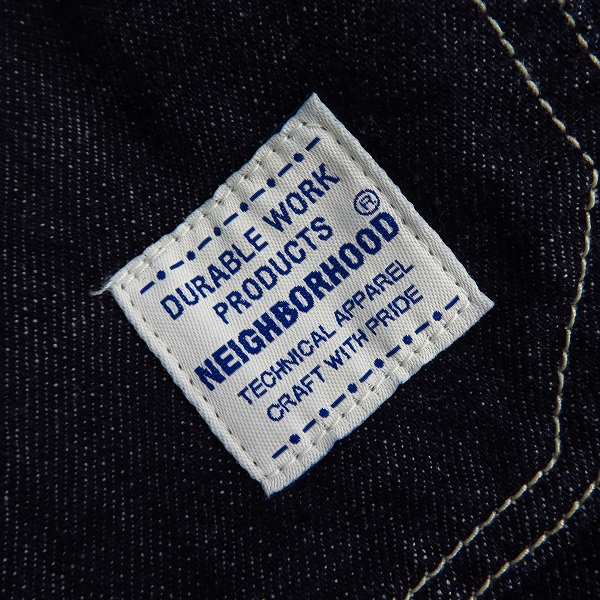 DURABLE WORK
PRODUCTS ®
NEIGHBORHOOD
TECHNICAL APPAREL
CRAFT WITH PRIDE